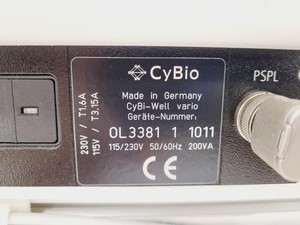 CyBio
Made in Germany
CyBi-Well vario
Geräte-Nummer:
OL3381 1 1011
115/230V 50/60Hz 200VA
CE
230V / T1,6A
115V / T3,15A
PSPL